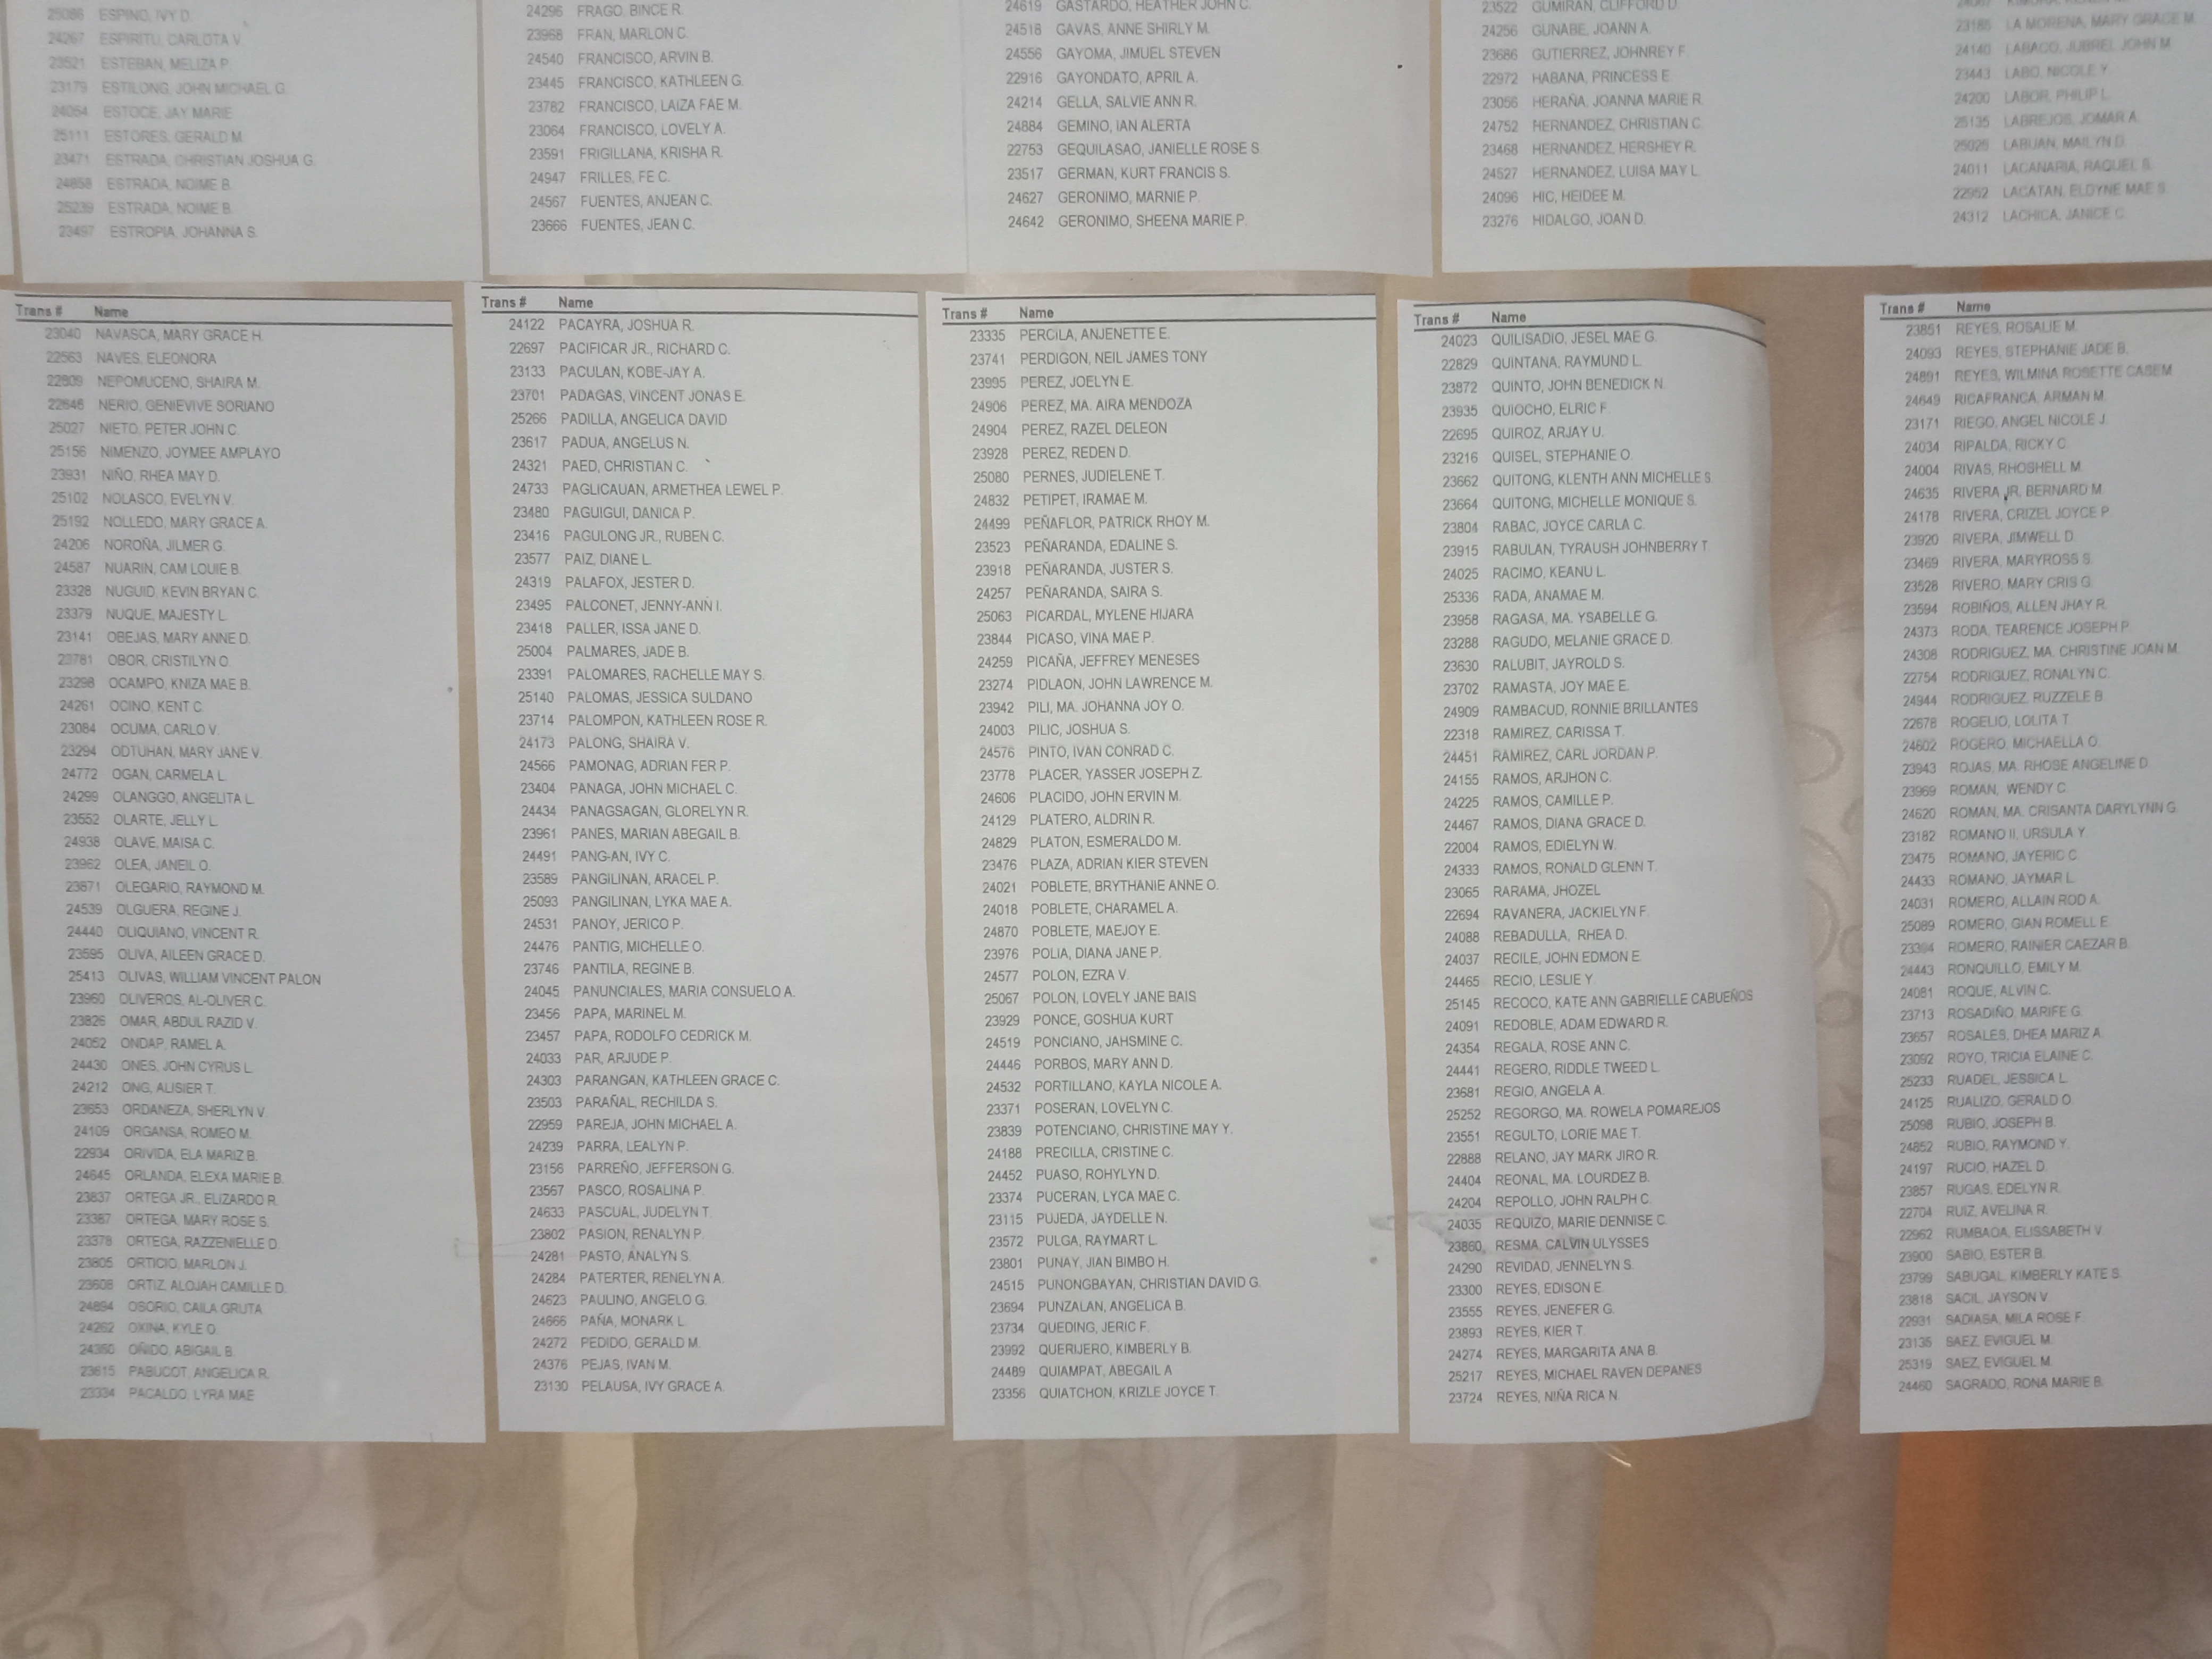 25086 ESPINO, IVY D.
24267 ESPIRITU, CARLOTA V.
23521 ESTEBAN, MELIZA P.
23179 ESTILONG, JOHN MICHAEL G.
24054 ESTOCE, JAY MARIE
25111 ESTORES, GERALD M.
23471 ESTRADA, CHRISTIAN JOSHUA G.
24858 ESTRADA, NOIME B.
25239 ESTRADA, NOIME B.
23497 ESTROPIA, JOHANNA S.
24296 FRAGO, BINCE R.
23968 FRAN, MARLON C.
24540 FRANCISCO, ARVIN B.
23445 FRANCISCO, KATHLEEN G.
23782 FRANCISCO, LAIZA FAE M.
23064 FRANCISCO, LOVELY A.
23591 FRIGILLANA, KRISHA R.
24947 FRILLES, FE C.
24567 FUENTES, ANJEAN C.
23666 FUENTES, JEAN C.
24619 GASTARDO, HEATHER JOHN C.
24518 GAVAS, ANNE SHIRLY M.
24556 GAYOMA, JIMUEL STEVEN
22916 GAYONDATO, APRIL A.
24214 GELLA, SALVIE ANN R.
24884 GEMINO, IAN ALERTA
22753 GEQUILASAO, JANIELLE ROSE S.
23517 GERMAN, KURT FRANCIS S.
24627 GERONIMO, MARNIE P.
24642 GERONIMO, SHEENA MARIE P.
23522 GUMIRAN, CLIFFORD D.
24256 GUNABE, JOANN A.
23686 GUTIERREZ, JOHNREY F.
22972 HABANA, PRINCESS E.
23056 HERAÑA, JOANNA MARIE R.
24752 HERNANDEZ, CHRISTIAN C.
23468 HERNANDEZ, HERSHEY R.
24527 HERNANDEZ, LUISA MAY L.
24096 HIC, HEIDEE M.
23276 HIDALGO, JOAN D.
23185 LA MORENA, MARY GRACE M.
24140 LABACO, JUBREL JOHN M.
23443 LABO, NICOLE Y.
24200 LABOR, PHILIP L.
25135 LABREJOS, JOMAR A.
25026 LABUAN, MAILYN D.
24011 LACANARIA, RAQUEL S.
22952 LACATAN, ELDYNE MAE S.
24312 LACHICA, JANICE C.
Trans # Name
23040 NAVASCA, MARY GRACE H.
22563 NAVES, ELEONORA
22809 NEPOMUCENO, SHAIRA M.
22646 NERIO, GENIEVIVE SORIANO
25027 NIETO, PETER JOHN C.
25156 NIMENZO, JOYMEE AMPLAYO
23931 NIÑO, RHEA MAY D.
25102 NOLASCO, EVELYN V.
25192 NOLLEDO, MARY GRACE A.
24206 NOROÑA, JILMER G.
24587 NUARIN, CAM LOUIE B.
23328 NUGUID, KEVIN BRYAN C.
23379 NUQUE, MAJESTY L.
23141 OBEJAS, MARY ANNE D.
23781 OBOR, CRISTILYN O.
23298 OCAMPO, KNIZA MAE B.
24261 OCINO, KENT C.
23084 OCUMA, CARLO V.
23294 ODTUHAN, MARY JANE V.
24772 OGAN, CARMELA L.
24299 OLANGGO, ANGELITA L.
23552 OLARTE, JELLY L.
24938 OLAVE, MAISA C.
23962 OLEA, JANEIL O.
23871 OLEGARIO, RAYMOND M.
24539 OLGUERA, REGINE J.
24440 OLIQUIANO, VINCENT R.
23595 OLIVA, AILEEN GRACE D.
25413 OLIVAS, WILLIAM VINCENT PALON
23960 OLIVEROS, AL-OLIVER C.
23826 OMAR, ABDUL RAZID V.
24052 ONDAP, RAMEL A.
24430 ONES, JOHN CYRUS L.
24212 ONG, ALISIER T.
23653 ORDANEZA, SHERLYN V.
24109 ORGANSA, ROMEO M.
22934 ORIVIDA, ELA MARIZ B.
24645 ORLANDA, ELEXA MARIE B.
23837 ORTEGA JR., ELIZARDO R.
23387 ORTEGA, MARY ROSE S.
23378 ORTEGA, RAZZENIELLE D.
23805 ORTICIO, MARLON J.
23608 ORTIZ, ALOJAH CAMILLE D.
24894 OSORIO, CAILA GRUTA
24262 OXINA, KYLE O.
24360 OÑIDO, ABIGAIL B.
23615 PABUCOT, ANGELICA R.
23334 PACALDO, LYRA MAE
Trans # Name
24122 PACAYRA, JOSHUA R.
22697 PACIFICAR JR., RICHARD C.
23133 PACULAN, KOBE-JAY A.
23701 PADAGAS, VINCENT JONAS E.
25266 PADILLA, ANGELICA DAVID
23617 PADUA, ANGELUS N.
24321 PAED, CHRISTIAN C.
24733 PAGLICAUAN, ARMETHEA LEWEL P.
23480 PAGUIGUI, DANICA P.
23416 PAGULONG JR., RUBEN C.
23577 PAIZ, DIANE L.
24319 PALAFOX, JESTER D.
23495 PALCONET, JENNY-ANN I.
23418 PALLER, ISSA JANE D.
25004 PALMARES, JADE B.
23391 PALOMARES, RACHELLE MAY S.
25140 PALOMAS, JESSICA SULDANO
23714 PALOMPON, KATHLEEN ROSE R.
24173 PALONG, SHAIRA V.
24566 PAMONAG, ADRIAN FER P.
23404 PANAGA, JOHN MICHAEL C.
24434 PANAGSAGAN, GLORELYN R.
23961 PANES, MARIAN ABEGAIL B.
24491 PANG-AN, IVY C.
23589 PANGILINAN, ARACEL P.
25093 PANGILINAN, LYKA MAE A.
24531 PANOY, JERICO P.
24476 PANTIG, MICHELLE O.
23746 PANTILA, REGINE B.
24045 PANUNCIALES, MARIA CONSUELO A.
23456 PAPA, MARINEL M.
23457 PAPA, RODOLFO CEDRICK M.
24033 PAR, ARJUDE P.
24303 PARANGAN, KATHLEEN GRACE C.
23503 PARAÑAL, RECHILDA S.
22959 PAREJA, JOHN MICHAEL A.
24239 PARRA, LEALYN P.
23156 PARREÑO, JEFFERSON G.
23567 PASCO, ROSALINA P.
24633 PASCUAL, JUDELYN T.
23802 PASION, RENALYN P.
24281 PASTO, ANALYN S.
24284 PATERTER, RENELYN A.
24623 PAULINO, ANGELO G.
24666 PAÑA, MONARK L.
24272 PEDIDO, GERALD M.
24376 PEJAS, IVAN M.
23130 PELAUSA, IVY GRACE A.
Trans # Name
23335 PERCILA, ANJENETTE E.
23741 PERDIGON, NEIL JAMES TONY
23995 PEREZ, JOELYN E.
24906 PEREZ, MA. AIRA MENDOZA
24904 PEREZ, RAZEL DELEON
23928 PEREZ, REDEN D.
25080 PERNES, JUDIELENE T.
24832 PETIPET, IRAMAE M.
24499 PEÑAFLOR, PATRICK RHOY M.
23523 PEÑARANDA, EDALINE S.
23918 PEÑARANDA, JUSTER S.
24257 PEÑARANDA, SAIRA S.
25063 PICARDAL, MYLENE HIJARA
23844 PICASO, VINA MAE P.
24259 PICAÑA, JEFFREY MENESES
23274 PIDLAON, JOHN LAWRENCE M.
23942 PILI, MA. JOHANNA JOY O.
24003 PILIC, JOSHUA S.
24576 PINTO, IVAN CONRAD C.
23778 PLACER, YASSER JOSEPH Z.
24606 PLACIDO, JOHN ERVIN M.
24129 PLATERO, ALDRIN R.
24829 PLATON, ESMERALDO M.
23476 PLAZA, ADRIAN KIER STEVEN
24021 POBLETE, BRYTHANIE ANNE O.
24018 POBLETE, CHARAMEL A.
24870 POBLETE, MAEJOY E.
23976 POLIA, DIANA JANE P.
24577 POLON, EZRA V.
25067 POLON, LOVELY JANE BAIS
23929 PONCE, GOSHUA KURT
24519 PONCIANO, JAHSMINE C.
24446 PORBOS, MARY ANN D.
24532 PORTILLANO, KAYLA NICOLE A.
23371 POSERAN, LOVELYN C.
23839 POTENCIANO, CHRISTINE MAY Y.
24188 PRECILLA, CRISTINE C.
24452 PUASO, ROHYLYN D.
23374 PUCERAN, LYCA MAE C.
23115 PUJEDA, JAYDELLE N.
23572 PULGA, RAYMART L.
23801 PUNAY, JIAN BIMBO H.
24515 PUNONGBAYAN, CHRISTIAN DAVID G.
23694 PUNZALAN, ANGELICA B.
23734 QUEDING, JERIC F.
23992 QUERIJERO, KIMBERLY B.
24489 QUIAMPAT, ABEGAIL A
23356 QUIATCHON, KRIZLE JOYCE T.
Trans # Name
24023 QUILISADIO, JESEL MAE G.
22829 QUINTANA, RAYMUND L.
23872 QUINTO, JOHN BENEDICK N.
23935 QUIOCHO, ELRIC F.
22695 QUIROZ, ARJAY U.
23216 QUISEL, STEPHANIE O.
23662 QUITONG, KLENTH ANN MICHELLE S.
23664 QUITONG, MICHELLE MONIQUE S.
23804 RABAC, JOYCE CARLA C.
23915 RABULAN, TYRAUSH JOHNBERRY T.
24025 RACIMO, KEANU L.
25336 RADA, ANAMAE M.
23958 RAGASA, MA. YSABELLE G.
23288 RAGUDO, MELANIE GRACE D.
23630 RALUBIT, JAYROLD S.
23702 RAMASTA, JOY MAE E.
24909 RAMBACUD, RONNIE BRILLANTES
22318 RAMIREZ, CARISSA T.
24451 RAMIREZ, CARL JORDAN P.
24155 RAMOS, ARJHON C.
24225 RAMOS, CAMILLE P.
24467 RAMOS, DIANA GRACE D.
22004 RAMOS, EDIELYN W.
24333 RAMOS, RONALD GLENN T.
23065 RARAMA, JHOZEL
22694 RAVANERA, JACKIELYN F.
24088 REBADULLA, RHEA D.
24037 RECILE, JOHN EDMON E.
24465 RECIO, LESLIE Y.
25145 RECOCO, KATE ANN GABRIELLE CABUEÑOS
24091 REDOBLE, ADAM EDWARD R.
24354 REGALA, ROSE ANN C.
24441 REGERO, RIDDLE TWEED L.
23681 REGIO, ANGELA A.
25252 REGORGO, MA. ROWELA POMAREJOS
23551 REGULTO, LORIE MAE T.
22888 RELANO, JAY MARK JIRO R.
24404 REONAL, MA. LOURDEZ B.
24204 REPOLLO, JOHN RALPH C.
24035 REQUIZO, MARIE DENNISE C.
23860 RESMA, CALVIN ULYSSES
24290 REVIDAD, JENNELYN S.
23300 REYES, EDISON E.
23555 REYES, JENEFER G.
23893 REYES, KIER T.
24274 REYES, MARGARITA ANA B.
25217 REYES, MICHAEL RAVEN DEPANES
23724 REYES, NIÑA RICA N.
Trans # Name
23851 REYES, ROSALIE M.
24093 REYES, STEPHANIE JADE B.
24891 REYES, WILMINA ROSETTE CASEM
24649 RICAFRANCA, ARMAN M.
23171 RIEGO, ANGEL NICOLE J.
24034 RIPALDA, RICKY C.
24004 RIVAS, RHOSHELL M.
24635 RIVERA JR, BERNARD M.
24178 RIVERA, CRIZEL JOYCE P.
23920 RIVERA, JIMWELL D.
23469 RIVERA, MARYROSS S.
23528 RIVERO, MARY CRIS G.
23594 ROBIÑOS, ALLEN JHAY R.
24373 RODA, TEARENCE JOSEPH P.
24308 RODRIGUEZ, MA. CHRISTINE JOAN M.
22754 RODRIGUEZ, RONALYN C.
24944 RODRIGUEZ, RUZZELE B.
22678 ROGELIO, LOLITA T.
24602 ROGERO, MICHAELLA O.
23943 ROJAS, MA. RHOSE ANGELINE D.
23969 ROMAN, WENDY C.
24620 ROMAN, MA. CRISANTA DARYLYNN G.
23182 ROMANO II, URSULA Y.
23475 ROMANO, JAYERIC C.
24433 ROMANO, JAYMAR L.
24031 ROMERO, ALLAIN ROD A.
25089 ROMERO, GIAN ROMELL E.
23394 ROMERO, RAINIER CAEZAR B.
24443 RONQUILLO, EMILY M.
24081 ROQUE, ALVIN C.
23713 ROSADIÑO, MARIFE G.
23657 ROSALES, DHEA MARIZ A.
23092 ROYO, TRICIA ELAINE C.
25233 RUADEL, JESSICA L.
24125 RUALIZO, GERALD O.
25098 RUBIO, JOSEPH B.
24852 RUBIO, RAYMOND Y.
24197 RUCIO, HAZEL D.
23857 RUGAS, EDELYN R.
22704 RUIZ, AVELINA R.
22962 RUMBAOA, ELISSABETH V.
23900 SABIO, ESTER B.
23799 SABUGAL, KIMBERLY KATE S.
23818 SACIL, JAYSON V.
22931 SADIASA, MILA ROSE F.
23135 SAEZ, EVIGUEL M.
25319 SAEZ, EVIGUEL M.
24460 SAGRADO, RONA MARIE B.